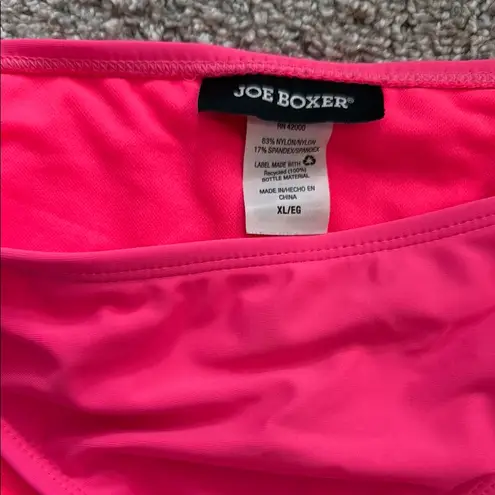 JOE BOXER®
RN 42000
83% NYLON/NYLON
17% SPANDEX/SPANDEX
LABEL MADE WITH
Recycled (100%)
BOTTLE MATERIAL
MADE IN/HECHO EN
CHINA
XL/EG